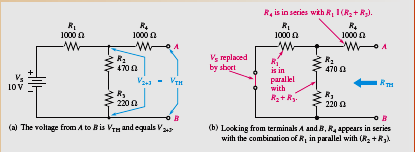 R4 is in series with R1 ∥ (R2 + R3).
R1
1000 Ω
R4
1000 Ω
A
VS
10 V
+
−
R2
470 Ω
V2+3 = VTH
R3
220 Ω
B
(a) The voltage from A to B is VTH and equals V2+3.
R1
1000 Ω
R4
1000 Ω
A
VS replaced
by short
R1
is in
parallel
with
R2 + R3.
R2
470 Ω
RTH
R3
220 Ω
B
(b) Looking from terminals A and B, R4 appears in series
with the combination of R1 in parallel with (R2 + R3).